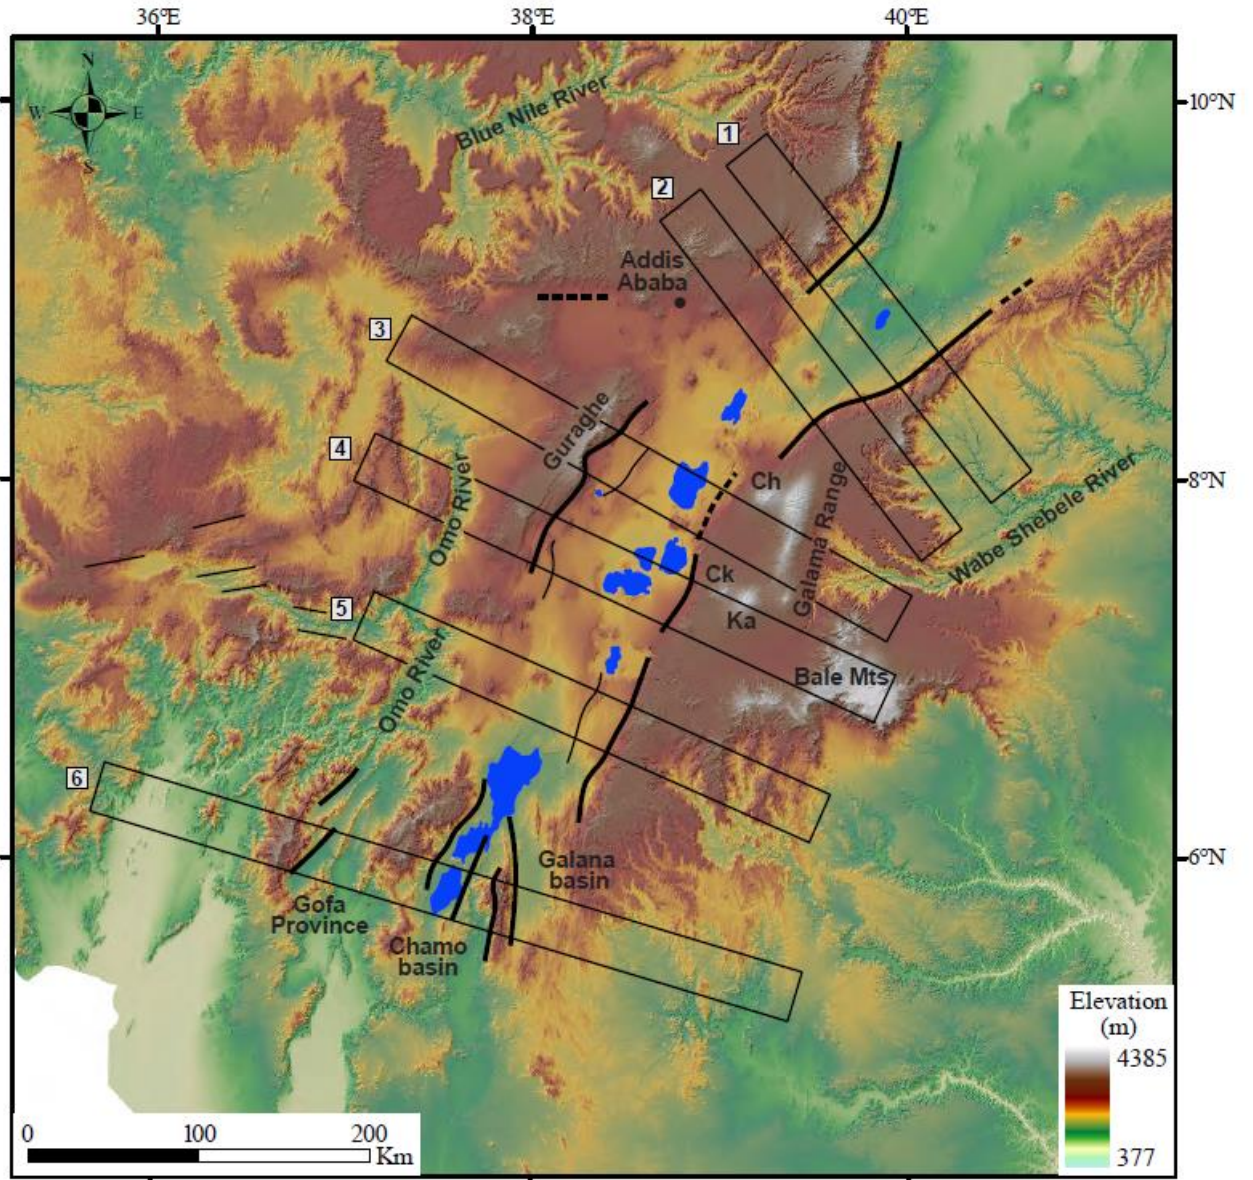 36°E
38°E
40°E
N
W
E
S
10°N
Blue Nile River
1
2
Addis
Ababa
3
Guraghe
4
Omo River
8°N
Ch
Galama Range
Wabe Shebele River
Ck
Ka
5
Omo River
Bale Mts
6
6°N
Galana
basin
Gofa
Province
Chamo
basin
Elevation
(m)
4385
377
0
100
200
Km